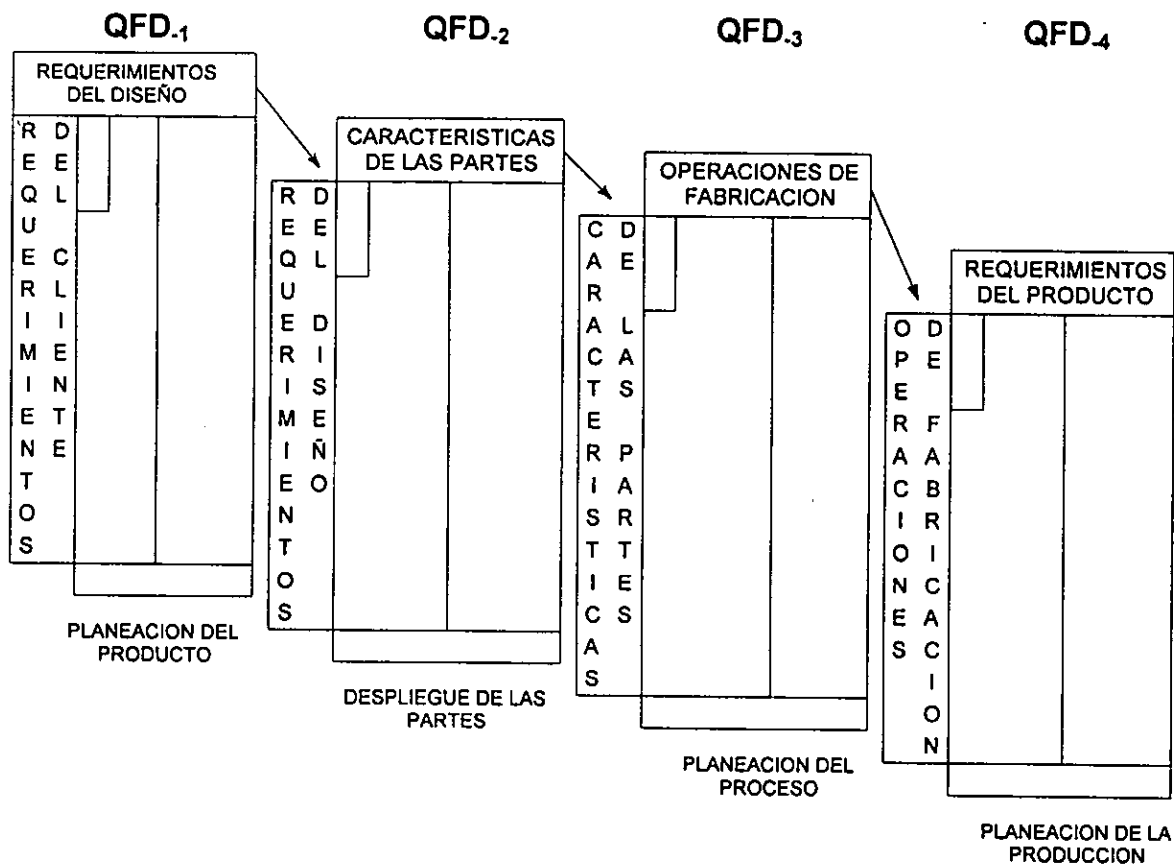 QFD-1
QFD-2
QFD-3
QFD-4
REQUERIMIENTOS
DEL DISEÑO
REQUERIMIENTOS
DEL CLIENTE
PLANEACION DEL
PRODUCTO
CARACTERISTICAS
DE LAS PARTES
REQUERIMIENTOS
DEL DISEÑO
DESPLIEGUE DE LAS
PARTES
OPERACIONES DE
FABRICACION
CARACTERISTICAS
DE LAS PARTES
PLANEACION DEL
PROCESO
REQUERIMIENTOS
DEL PRODUCTO
OPERACIONES
DE FABRICACION
PLANEACION DE LA
PRODUCCION